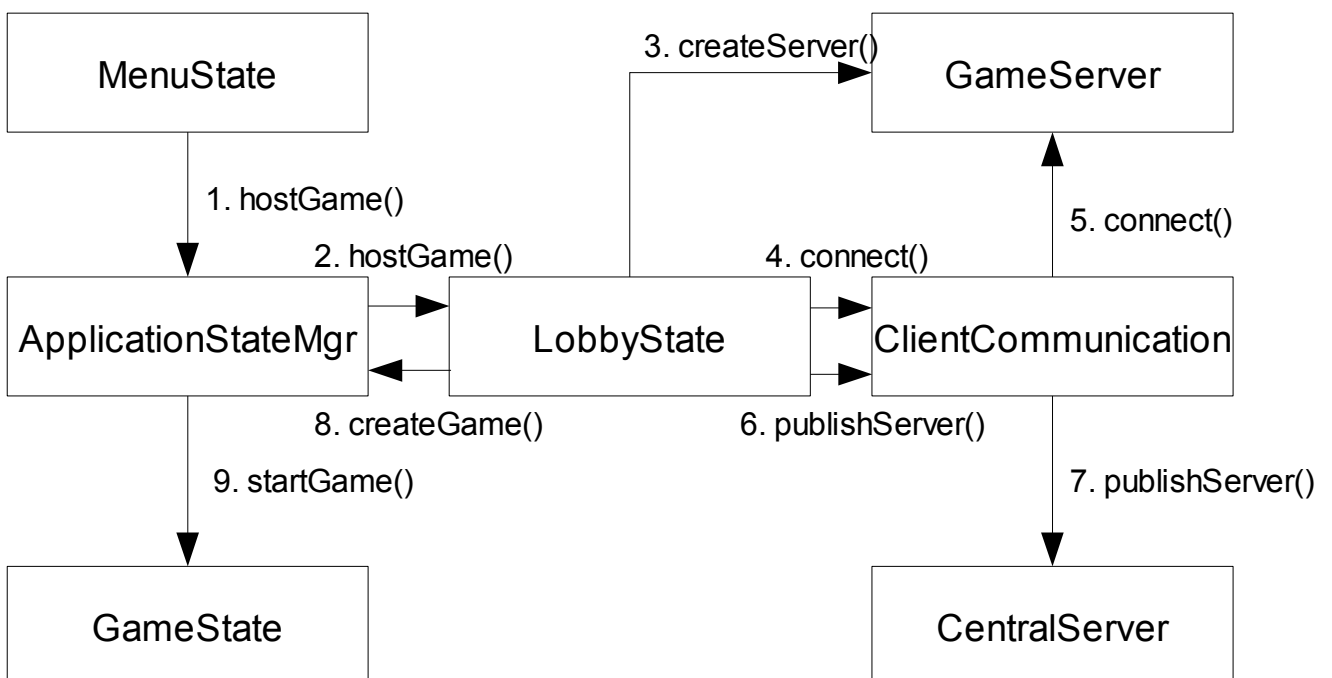 3. createServer()
MenuState
GameServer
1. hostGame()
5. connect()
2. hostGame()
4. connect()
ApplicationStateMgr
LobbyState
ClientCommunication
8. createGame()
6. publishServer()
9. startGame()
7. publishServer()
GameState
CentralServer